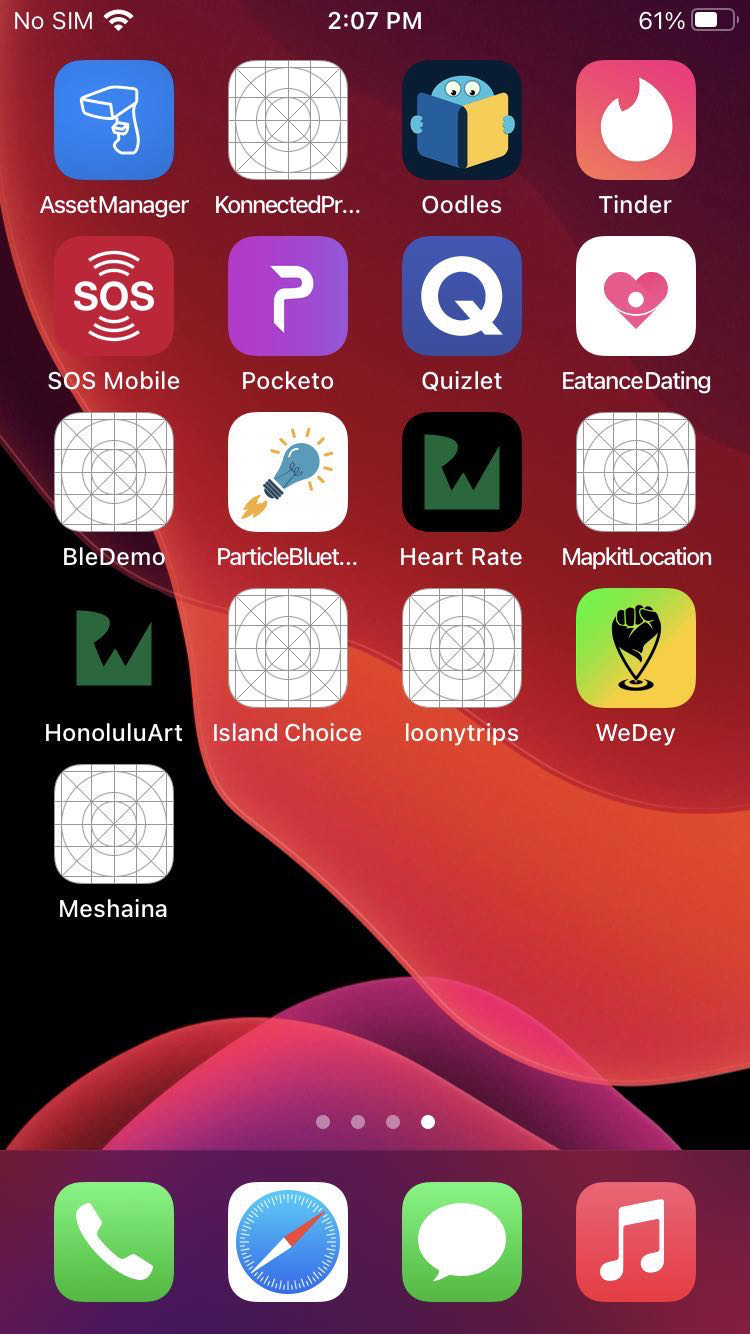 No SIM 2:07 PM 61%
AssetManager KonnectedPr... Oodles Tinder
SOS
SOS Mobile Pocketo Quizlet EatanceDating
BleDemo ParticleBluet... Heart Rate MapkitLocation
HonoluluArt Island Choice loonytrips WeDey
Meshaina